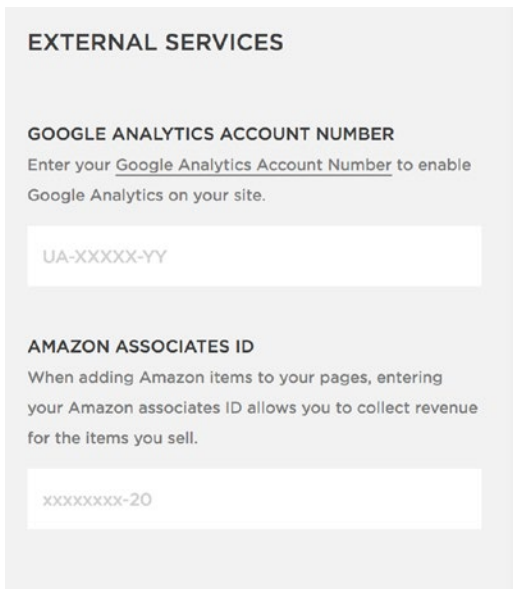 EXTERNAL SERVICES
GOOGLE ANALYTICS ACCOUNT NUMBER
Enter your Google Analytics Account Number to enable
Google Analytics on your site.
UA-XXXXX-YY
AMAZON ASSOCIATES ID
When adding Amazon items to your pages, entering
your Amazon associates ID allows you to collect revenue
for the items you sell.
xxxxxxxx-20